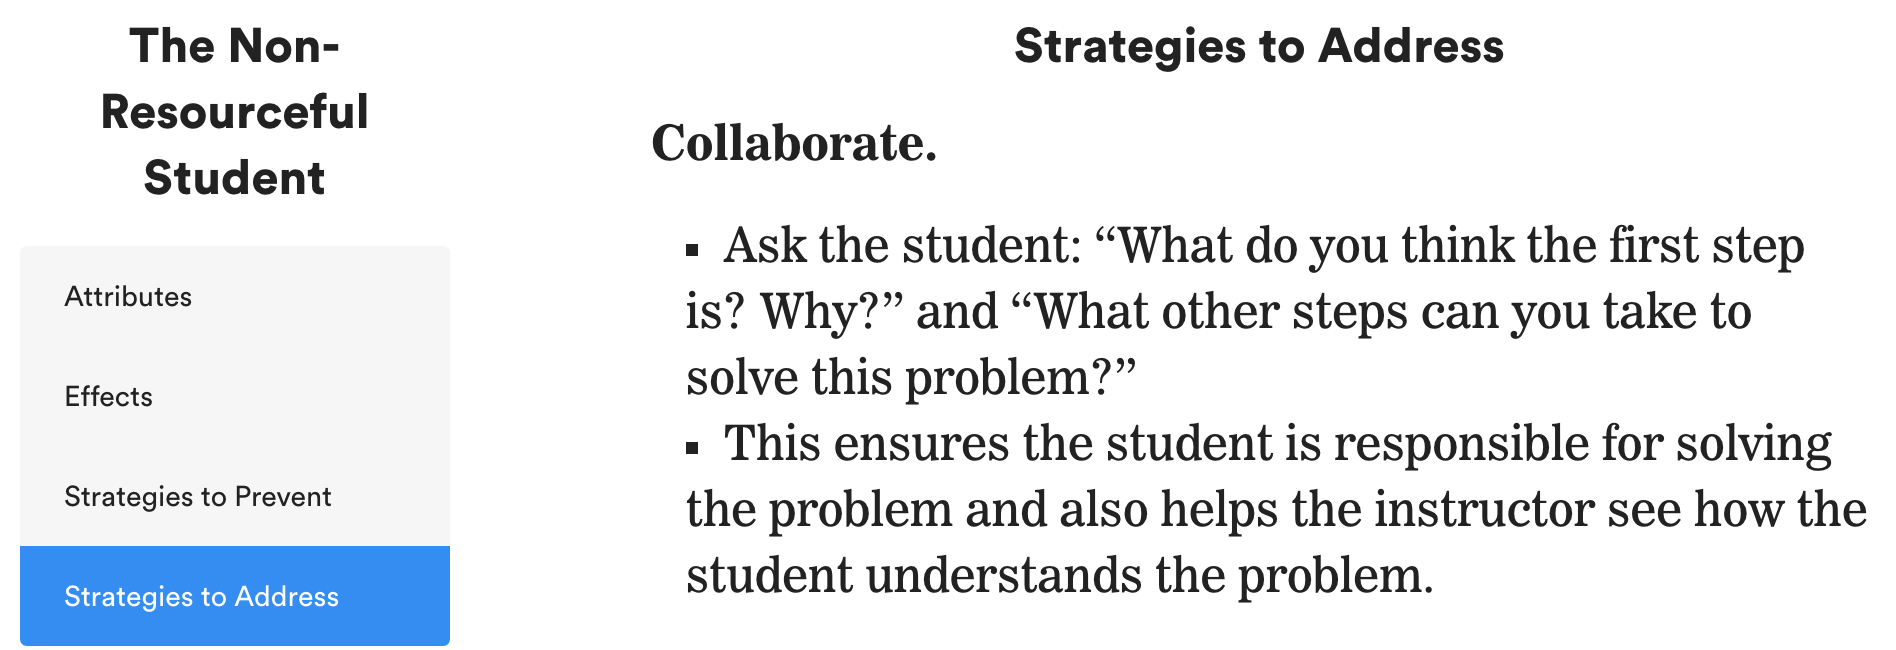 The Non-
Resourceful
Student
Attributes
Effects
Strategies to Prevent
Strategies to Address
Strategies to Address
Collaborate.
▪ Ask the student: “What do you think the first step
is? Why?” and “What other steps can you take to
solve this problem?”
▪ This ensures the student is responsible for solving
the problem and also helps the instructor see how the
student understands the problem.